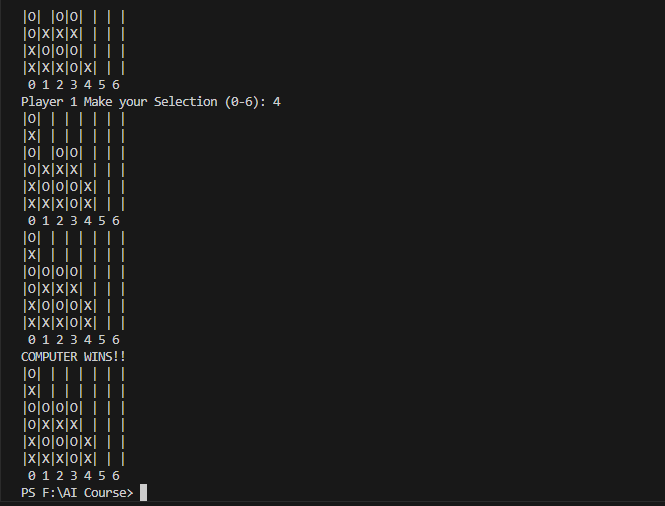 |O| |O|O| | | |
|O|X|X|X| | | |
|X|O|O|O| | | |
|X|X|X|O|X| | |
 0 1 2 3 4 5 6
Player 1 Make your Selection (0-6): 4
|O| | | | | | |
|X| | | | | | |
|O| |O|O| | | |
|O|X|X|X| | | |
|X|O|O|O|X| | |
|X|X|X|O|X| | |
 0 1 2 3 4 5 6
|O| | | | | | |
|X| | | | | | |
|O|O|O|O| | | |
|O|X|X|X| | | |
|X|O|O|O|X| | |
|X|X|X|O|X| | |
 0 1 2 3 4 5 6
COMPUTER WINS!!
|O| | | | | | |
|X| | | | | | |
|O|O|O|O| | | |
|O|X|X|X| | | |
|X|O|O|O|X| | |
|X|X|X|O|X| | |
 0 1 2 3 4 5 6
PS F:\AI Course>